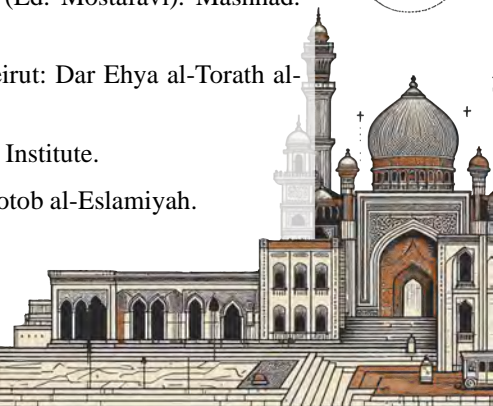 (Ed. Mostafavi). Mashhad:
eirut: Dar Ehya al-Torath al-
Institute.
otob al-Eslamiyah.